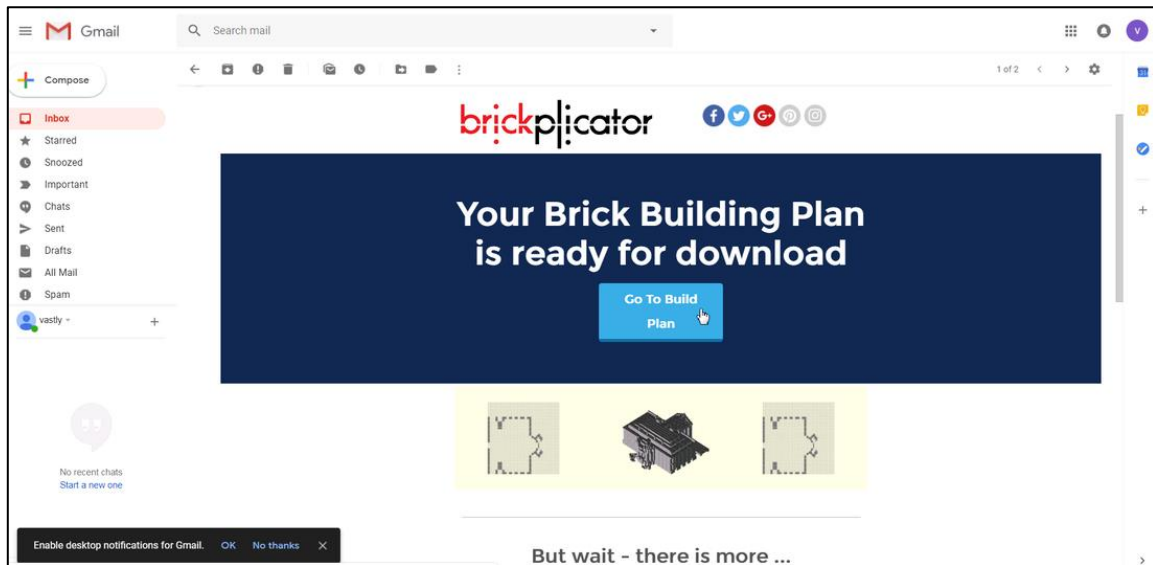 Gmail
Search mail
Compose
1 of 2
Inbox
Starred
Snoozed
Important
Chats
Sent
Drafts
All Mail
Spam
vastly
No recent chats
Start a new one
Enable desktop notifications for Gmail. OK No thanks
V
31
brickplicator
f G+
Your Brick Building Plan
is ready for download
Go To Build
Plan
But wait - there is more ...